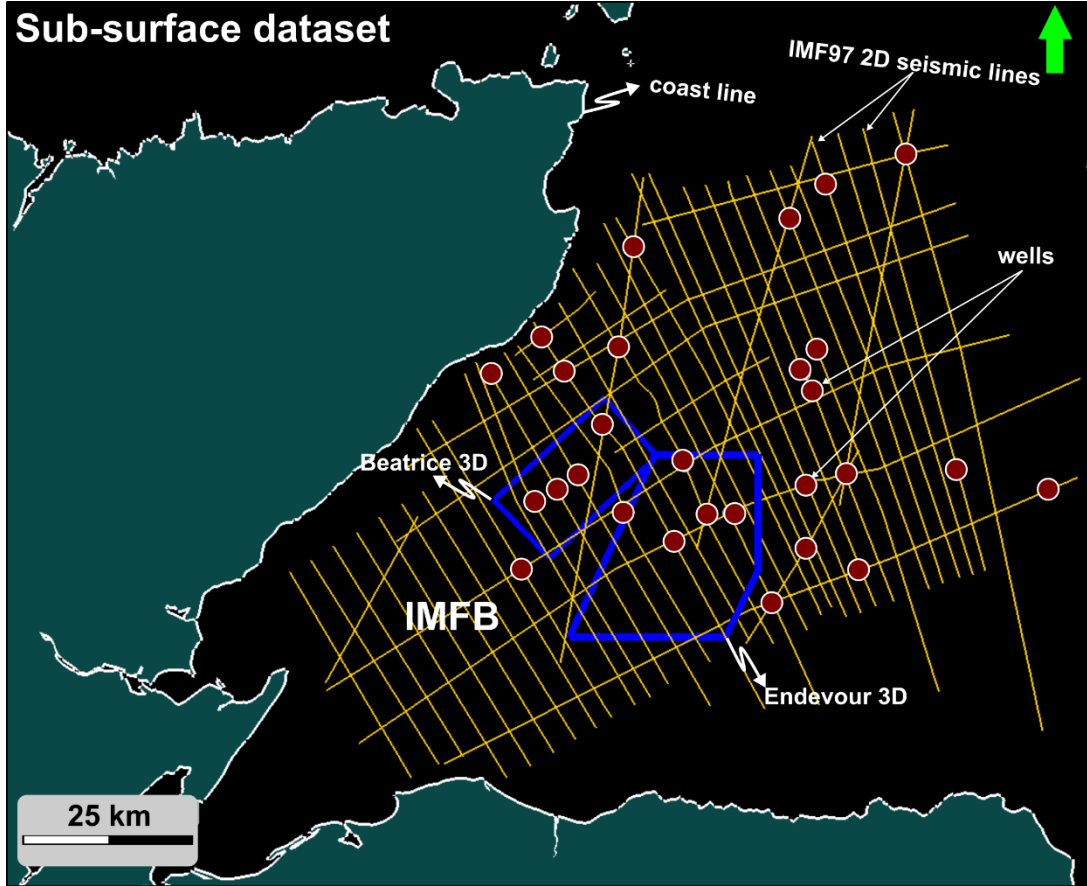 Sub-surface dataset
IMF97 2D seismic lines
coast line
wells
Beatrice 3D
IMFB
Endevour 3D
25 km